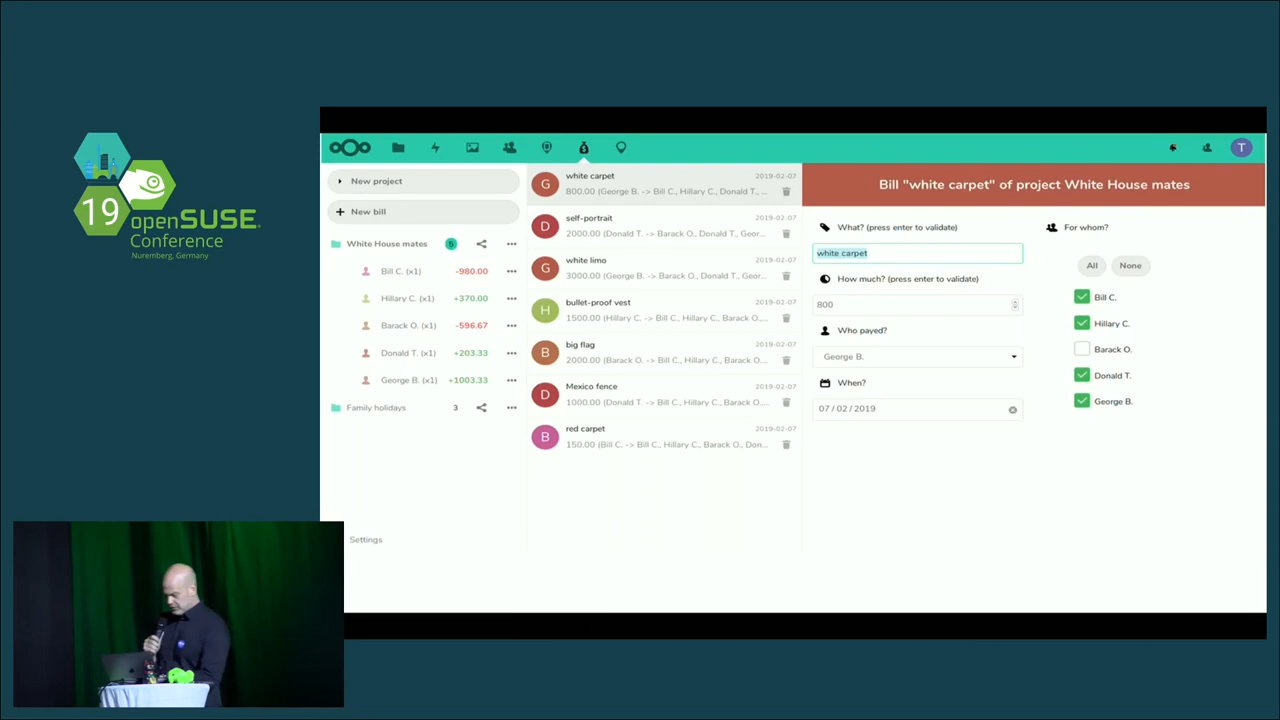 19
openSUSE
Conference
Nuremberg, Germany
T
New project
New bill
White House mates 5
Bill C. (x1) -980.00
Hillary C. (x1) +370.00
Barack O. (x1) -596.67
Donald T. (x1) +203.33
George B. (x1) +1003.33
Family holidays 3
Settings
G
white carpet 2019-02-07
800.00 (George B. -> Bill C., Hillary C., Donald T., ...
D
self-portrait 2019-02-07
2000.00 (Donald T. -> Barack O., Donald T., Geor...
G
white limo 2019-02-07
3000.00 (George B. -> Barack O., Donald T., Geor...
H
bullet-proof vest 2019-02-07
1500.00 (Hillary C. -> Bill C., Hillary C., Barack O.,...
B
big flag 2019-02-07
2000.00 (Barack O. -> Bill C., Hillary C., Barack O....
D
Mexico fence 2019-02-07
1000.00 (Donald T. -> Bill C., Hillary C., Barack O.,...
B
red carpet 2019-02-07
150.00 (Bill C. -> Bill C., Hillary C., Barack O., Don...
Bill "white carpet" of project White House mates
What? (press enter to validate)
white carpet
How much? (press enter to validate)
800
Who payed?
George B.
When?
07 / 02 / 2019
For whom?
All None
Bill C.
Hillary C.
Barack O.
Donald T.
George B.